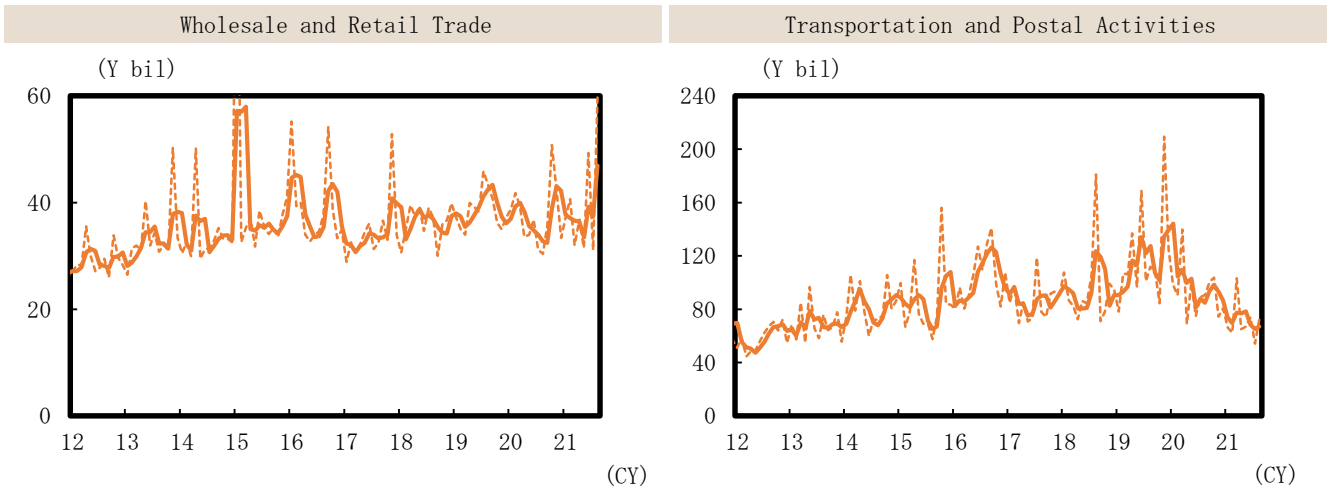 Wholesale and Retail Trade
(Y bil)
60
40
20
0
12 13 14 15 16 17 18 19 20 21
(CY)
Transportation and Postal Activities
(Y bil)
240
200
160
120
80
40
0
12 13 14 15 16 17 18 19 20 21
(CY)